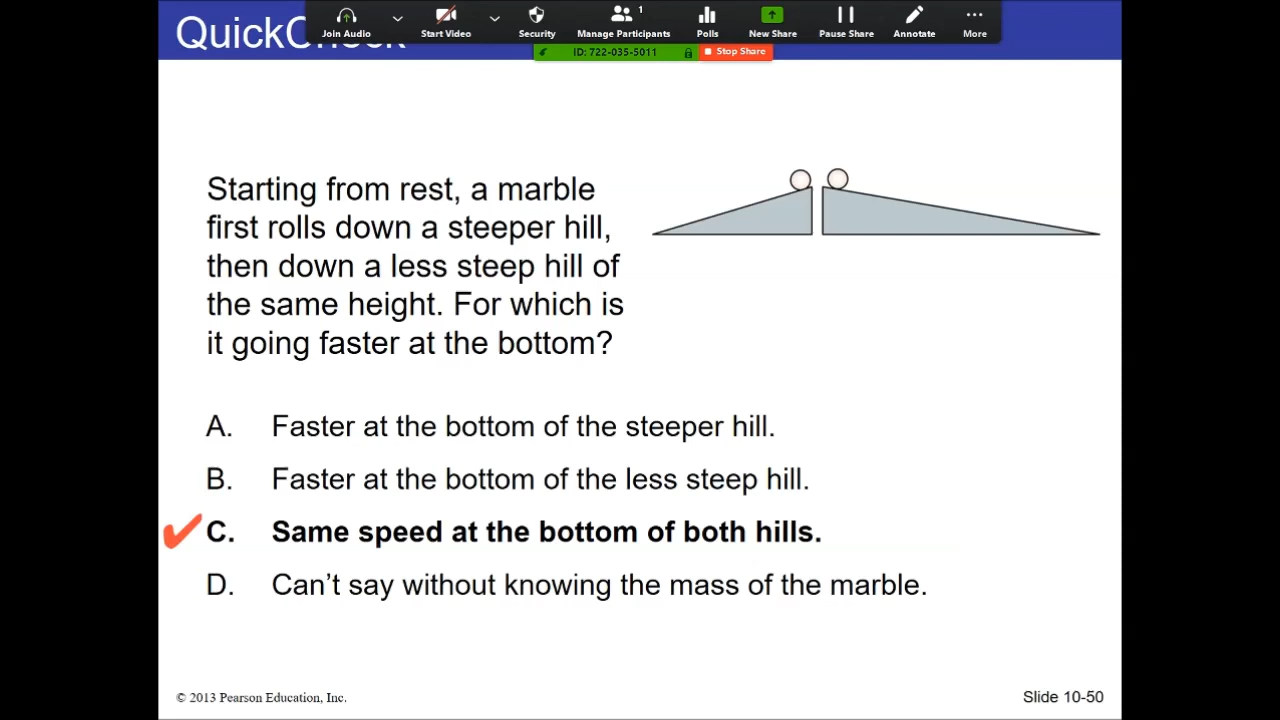 QuickCheck
Join Audio
Start Video
Security
Manage Participants
1
Polls
New Share
Pause Share
Annotate
More
ID: 722-035-5011
Stop Share
Starting from rest, a marble
first rolls down a steeper hill,
then down a less steep hill of
the same height. For which is
it going faster at the bottom?
A. Faster at the bottom of the steeper hill.
B. Faster at the bottom of the less steep hill.
C. Same speed at the bottom of both hills.
D. Can’t say without knowing the mass of the marble.
© 2013 Pearson Education, Inc.
Slide 10-50